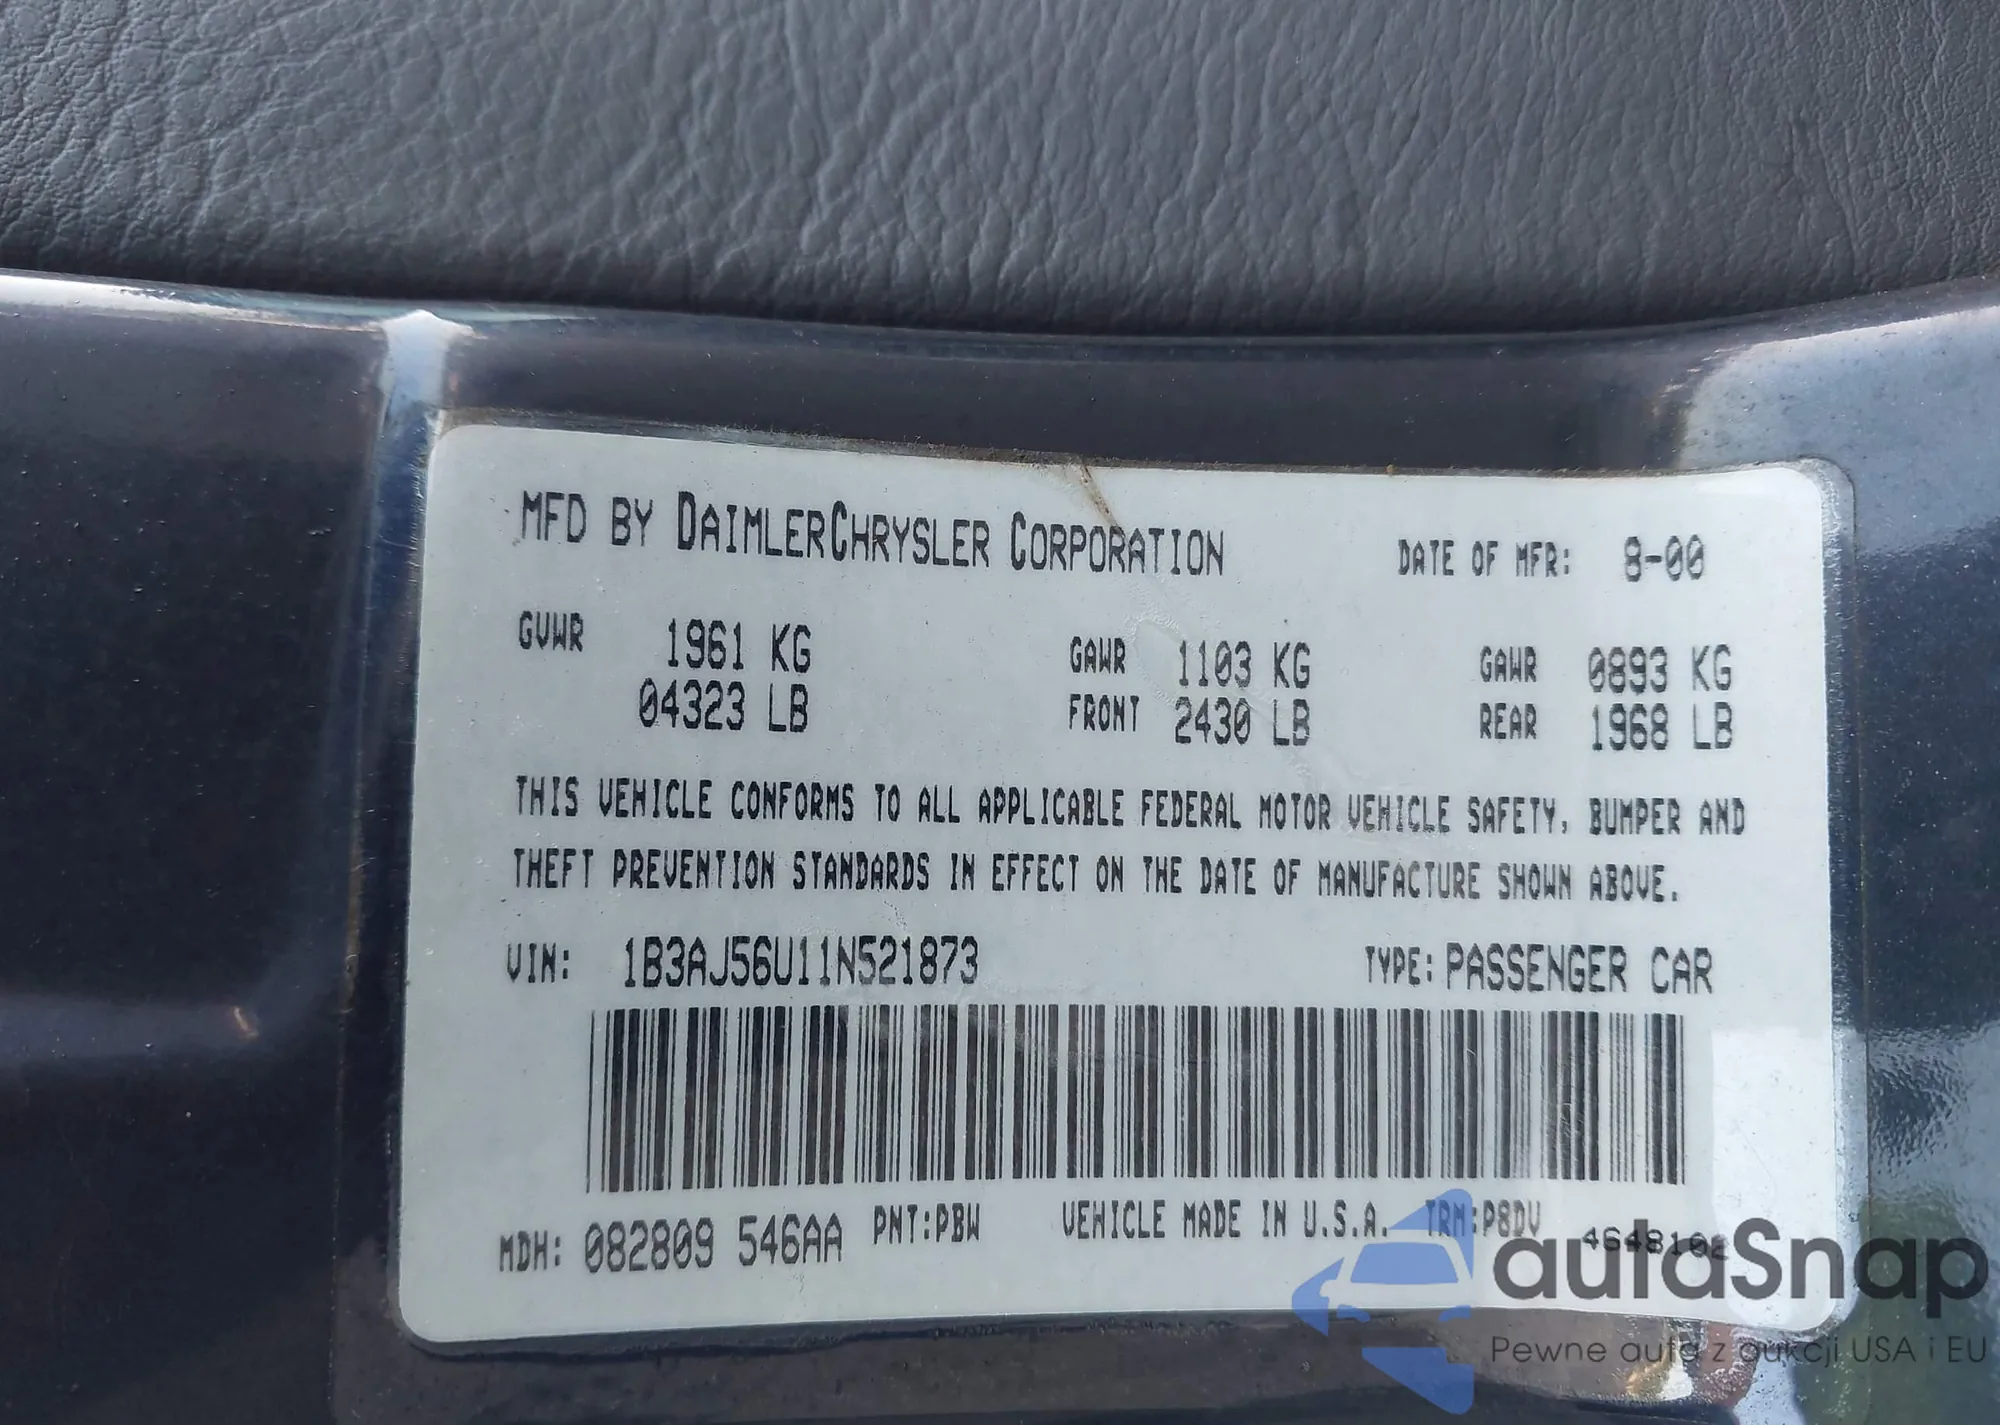 MFD BY DAIMLERCHRYSLER CORPORATION DATE OF MFR: 8-00
GVWR 1961 KG GAWR 1103 KG GAWR 0893 KG
04323 LB FRONT 2430 LB REAR 1968 LB
THIS VEHICLE CONFORMS TO ALL APPLICABLE FEDERAL MOTOR VEHICLE SAFETY, BUMPER AND
THEFT PREVENTION STANDARDS IN EFFECT ON THE DATE OF MANUFACTURE SHOWN ABOVE.
VIN: 1B3AJ56U11N521873 TYPE: PASSENGER CAR
MDH: 082809 546AA PNT:PBW VEHICLE MADE IN U.S.A. TRM:P8DV 4648102
autaSnap
Pewne auta z aukcji USA i EU